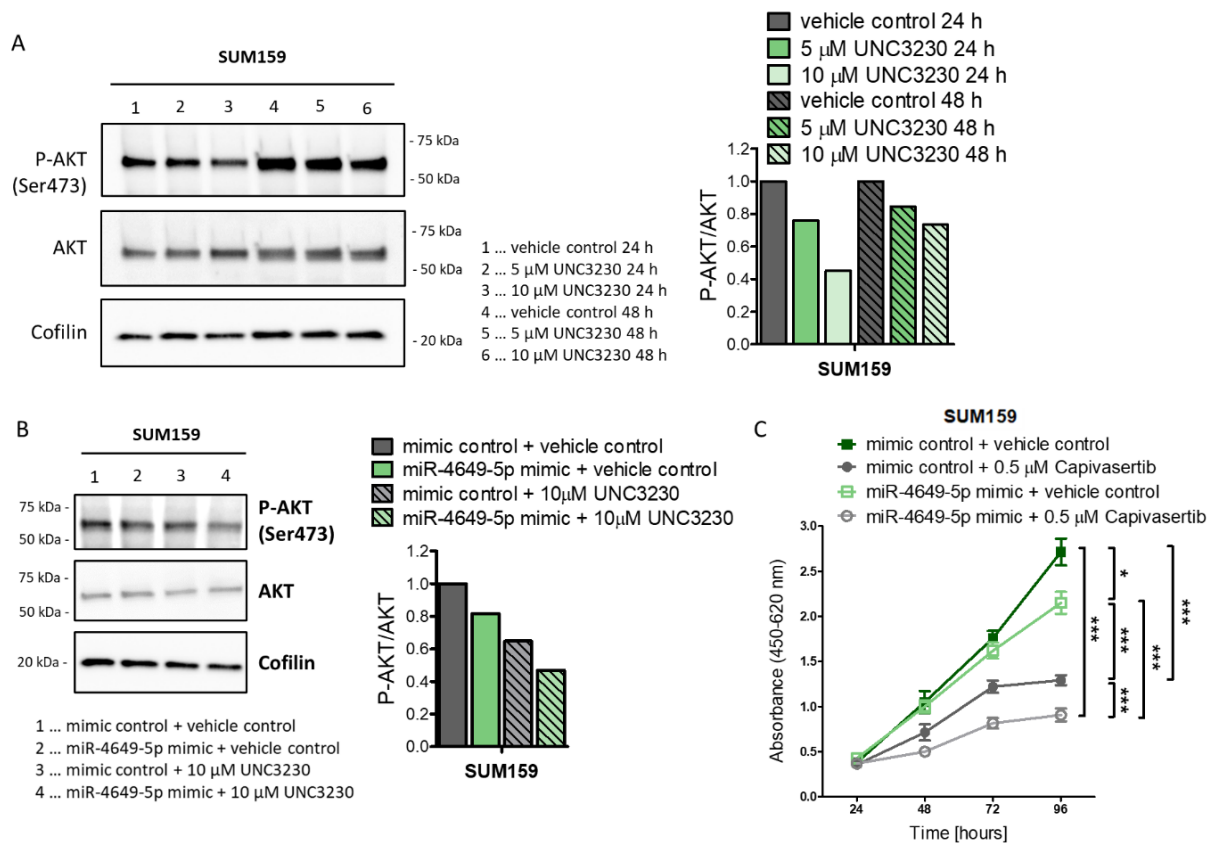 A
SUM159
1 2 3 4 5 6
P-AKT
(Ser473)
- 75 kDa
- 50 kDa
AKT
- 75 kDa
- 50 kDa
Cofilin
- 20 kDa
1 ... vehicle control 24 h
2 ... 5 µM UNC3230 24 h
3 ... 10 µM UNC3230 24 h
4 ... vehicle control 48 h
5 ... 5 µM UNC3230 48 h
6 ... 10 µM UNC3230 48 h
vehicle control 24 h
5 µM UNC3230 24 h
10 µM UNC3230 24 h
vehicle control 48 h
5 µM UNC3230 48 h
10 µM UNC3230 48 h
P-AKT/AKT
1.2
1.0
0.8
0.6
0.4
0.2
0.0
SUM159
B
SUM159
1 2 3 4
75 kDa -
50 kDa -
P-AKT
(Ser473)
75 kDa -
50 kDa -
AKT
20 kDa -
Cofilin
1 ... mimic control + vehicle control
2 ... miR-4649-5p mimic + vehicle control
3 ... mimic control + 10 µM UNC3230
4 ... miR-4649-5p mimic + 10 µM UNC3230
mimic control + vehicle control
miR-4649-5p mimic + vehicle control
mimic control + 10µM UNC3230
miR-4649-5p mimic + 10µM UNC3230
P-AKT/AKT
1.2
1.0
0.8
0.6
0.4
0.2
0.0
SUM159
C
SUM159
mimic control + vehicle control
mimic control + 0.5 µM Capivasertib
miR-4649-5p mimic + vehicle control
miR-4649-5p mimic + 0.5 µM Capivasertib
Absorbance (450-620 nm)
3.0
2.5
2.0
1.5
1.0
0.5
0.0
24 48 72 96
Time [hours]
***
*
***
***
***
***